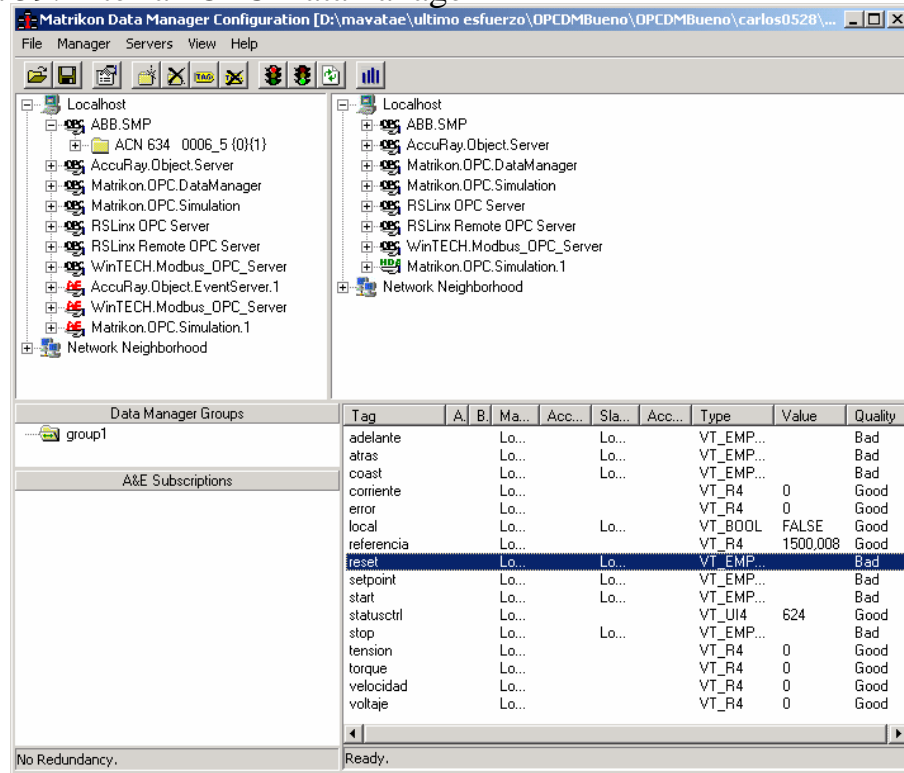 Matrikon Data Manager Configuration [D:\mavatae\ultimo esfuerzo\OPCDMBueno\OPCDMBueno\carlos0528\...
File Manager Servers View Help
Localhost
ABB.SMP
ACN 634 0006_5 {0}{1}
AccuRay.Object.Server
Matrikon.OPC.DataManager
Matrikon.OPC.Simulation
RSLinx OPC Server
RSLinx Remote OPC Server
WinTECH.Modbus_OPC_Server
AccuRay.Object.EventServer.1
WinTECH.Modbus_OPC_Server
Matrikon.OPC.Simulation.1
Network Neighborhood
Localhost
ABB.SMP
AccuRay.Object.Server
Matrikon.OPC.DataManager
Matrikon.OPC.Simulation
RSLinx OPC Server
RSLinx Remote OPC Server
WinTECH.Modbus_OPC_Server
Matrikon.OPC.Simulation.1
Network Neighborhood
Data Manager Groups
group1
A&E Subscriptions
Tag A. B. Ma... Acc... Sla... Acc... Type Value Quality
adelante Lo... Lo... VT_EMP... Bad
atras Lo... Lo... VT_EMP... Bad
coast Lo... Lo... VT_EMP... Bad
corriente Lo... VT_R4 0 Good
error Lo... VT_R4 0 Good
local Lo... Lo... VT_BOOL FALSE Good
referencia Lo... VT_R4 1500,008 Good
reset Lo... Lo... VT_EMP... Bad
setpoint Lo... Lo... VT_EMP... Bad
start Lo... Lo... VT_EMP... Bad
statusctrl Lo... VT_UI4 624 Good
stop Lo... Lo... VT_EMP... Bad
tension Lo... VT_R4 0 Good
torque Lo... VT_R4 0 Good
velocidad Lo... VT_R4 0 Good
voltaje Lo... VT_R4 0 Good
No Redundancy.
Ready.